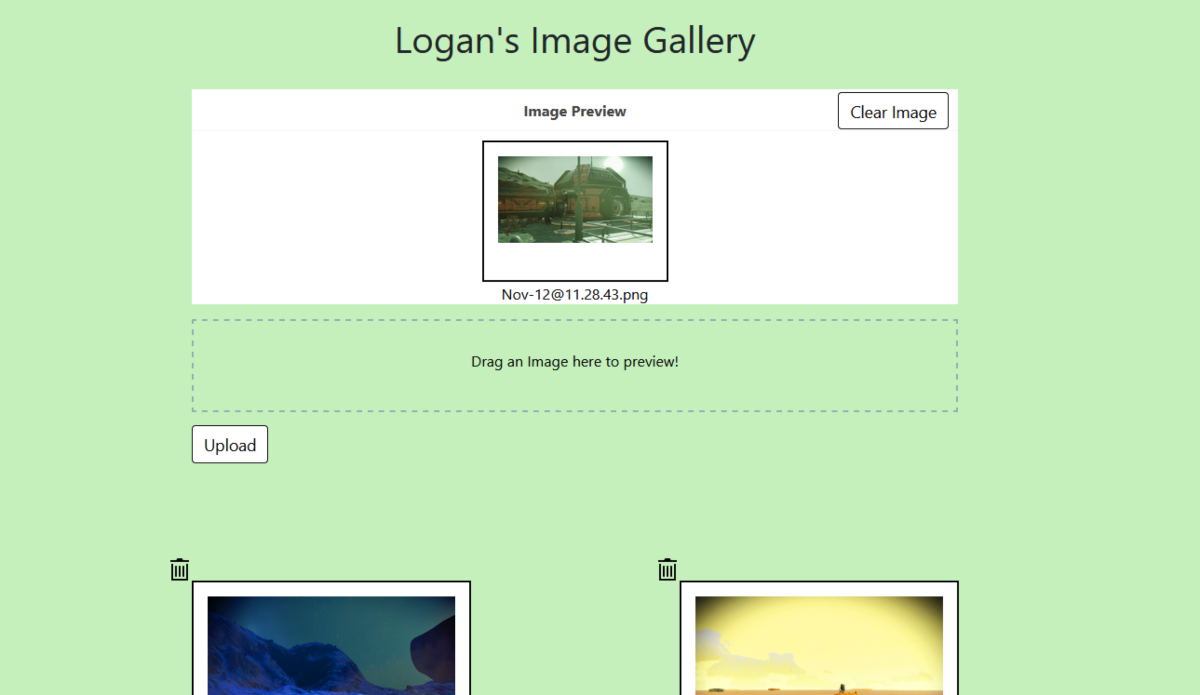 Logan's Image Gallery
Image Preview
Clear Image
Nov-12@11.28.43.png
Drag an Image here to preview!
Upload